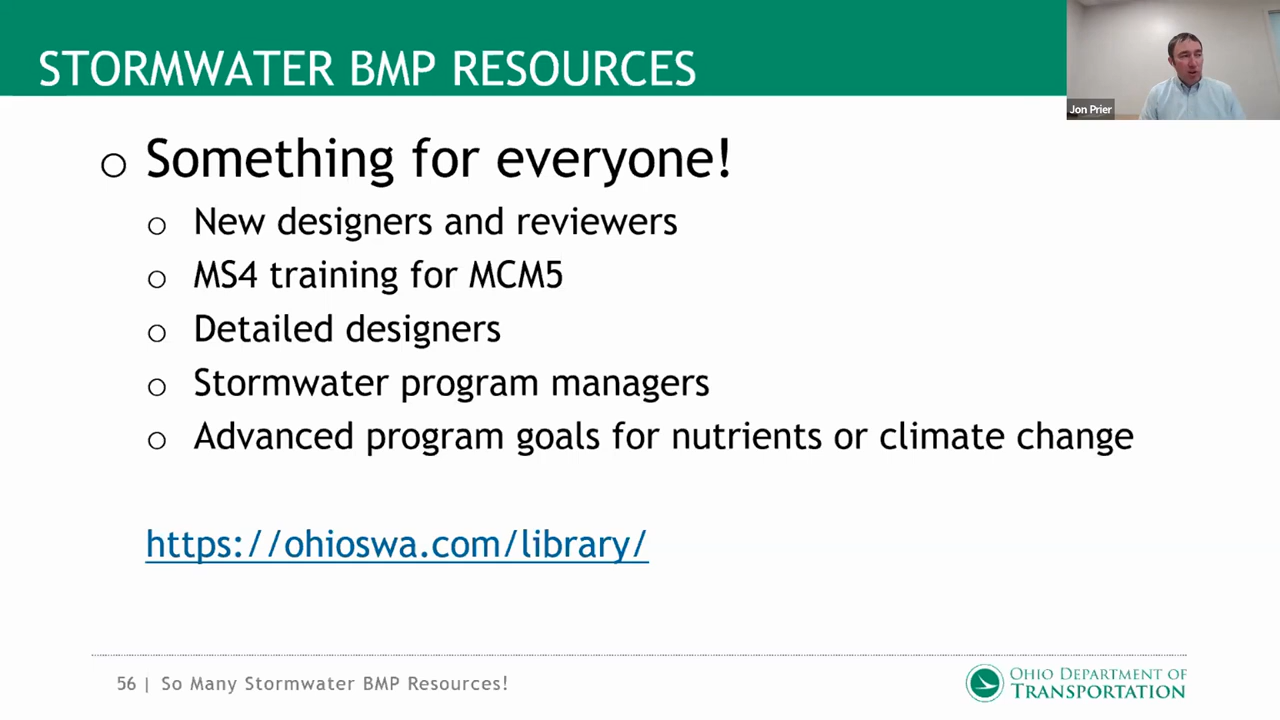 STORMWATER BMP RESOURCES
Jon Prier
Something for everyone!
New designers and reviewers
MS4 training for MCM5
Detailed designers
Stormwater program managers
Advanced program goals for nutrients or climate change
https://ohioswa.com/library/
56 | So Many Stormwater BMP Resources!
OHIO DEPARTMENT OF
TRANSPORTATION